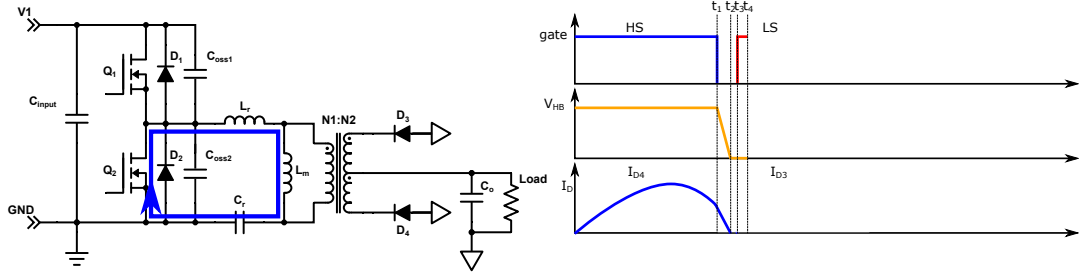 V1
Q1
D1
Coss1
Cinput
Lr
N1:N2
D3
Q2
D2
Coss2
Lm
Cr
Co
Load
GND
D4
t1 t2 t3 t4
gate
HS
LS
VHB
ID
ID4
ID3